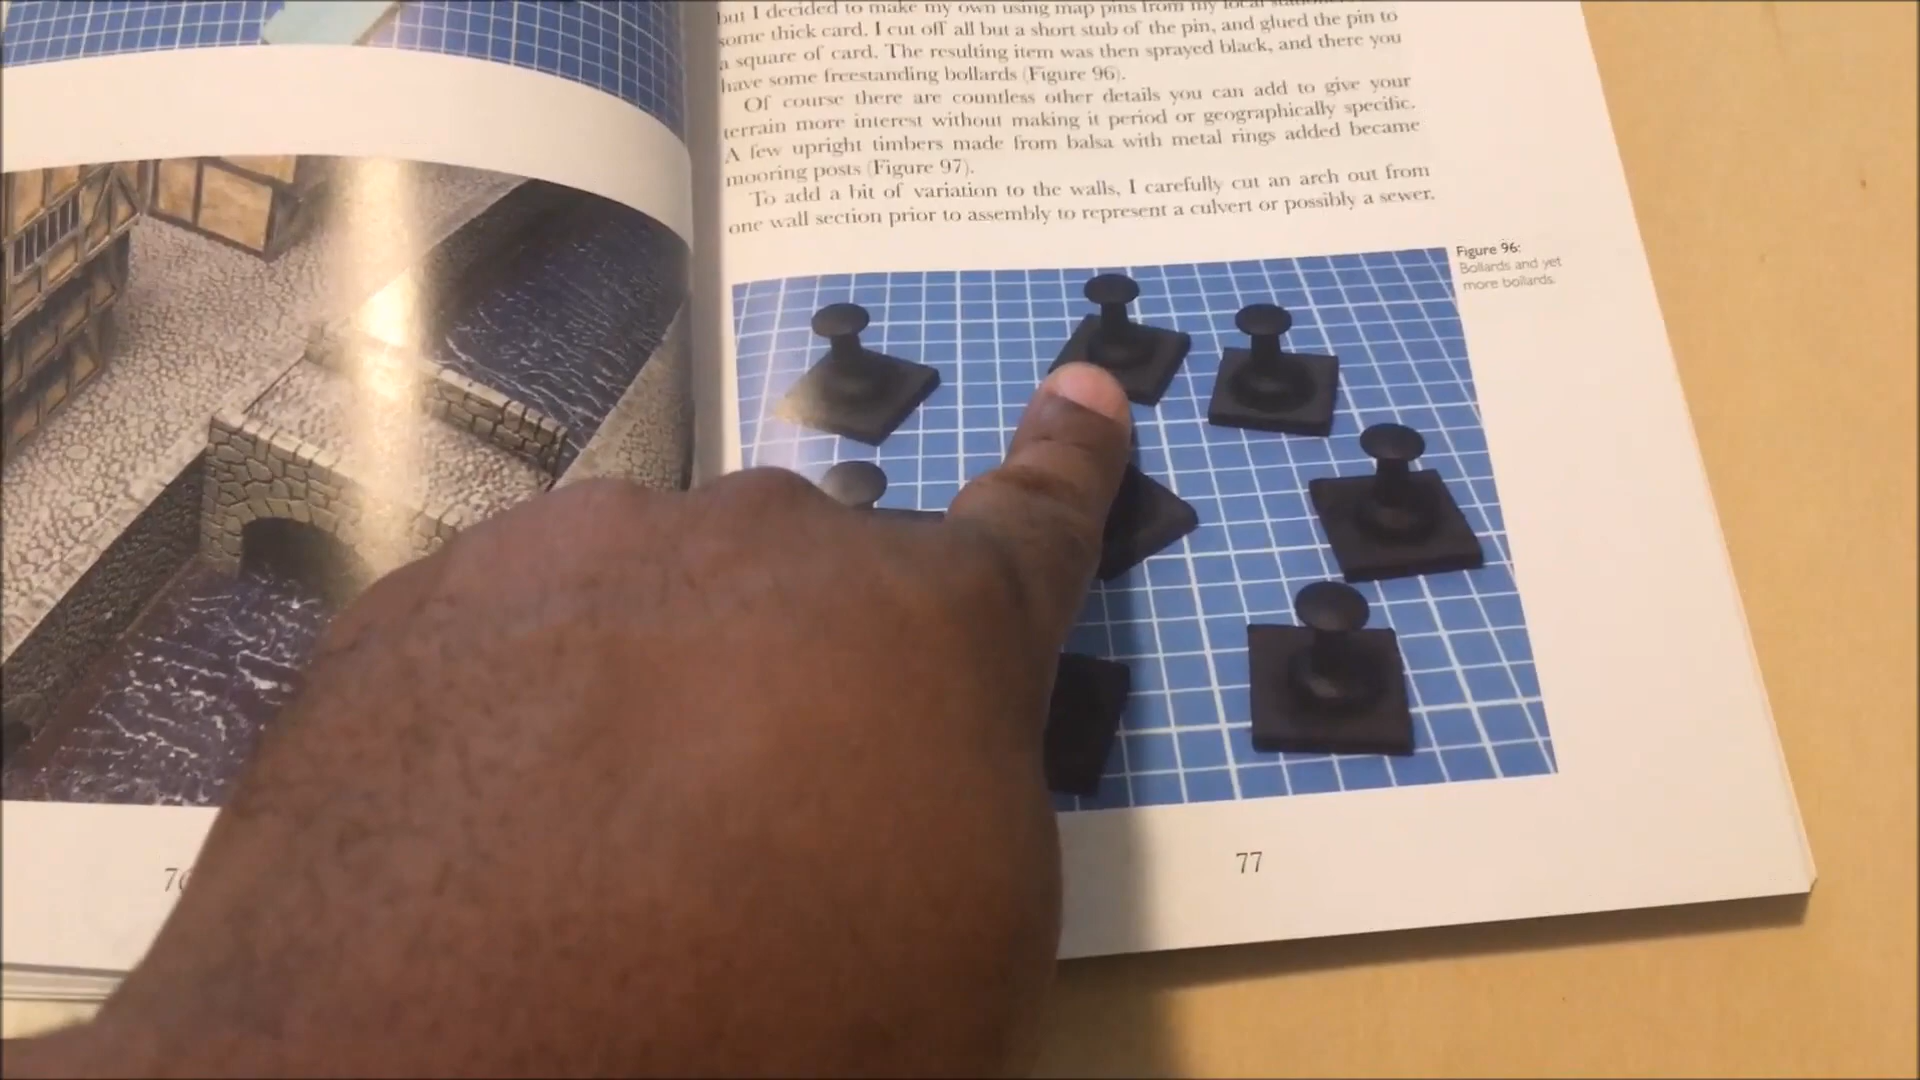 but I decided to make my own using map pins from my local
some thick card. I cut off all but a short stub of the pin, and glued the pin to
a square of card. The resulting item was then sprayed black, and there you
have some freestanding bollards (Figure 96).
Of course there are countless other details you can add to give your
terrain more interest without making it period or geographically specific.
A few upright timbers made from balsa with metal rings added became
mooring posts (Figure 97).
To add a bit of variation to the walls, I carefully cut an arch out from
one wall section prior to assembly to represent a culvert or possibly a sewer.
Figure 96:
Bollards and yet
more bollards.
77